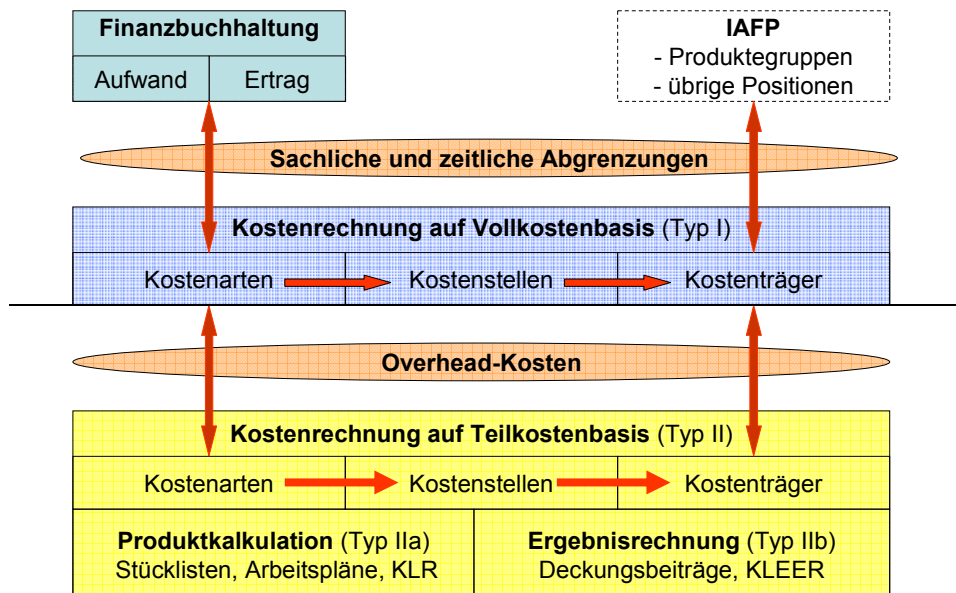 Finanzbuchhaltung
Aufwand
Ertrag
IAFP
- Produktegruppen
- übrige Positionen
Sachliche und zeitliche Abgrenzungen
Kostenrechnung auf Vollkostenbasis (Typ I)
Kostenarten
Kostenstellen
Kostenträger
Overhead-Kosten
Kostenrechnung auf Teilkostenbasis (Typ II)
Kostenarten
Kostenstellen
Kostenträger
Produktkalkulation (Typ IIa)
Stücklisten, Arbeitspläne, KLR
Ergebnisrechnung (Typ IIb)
Deckungsbeiträge, KLEER